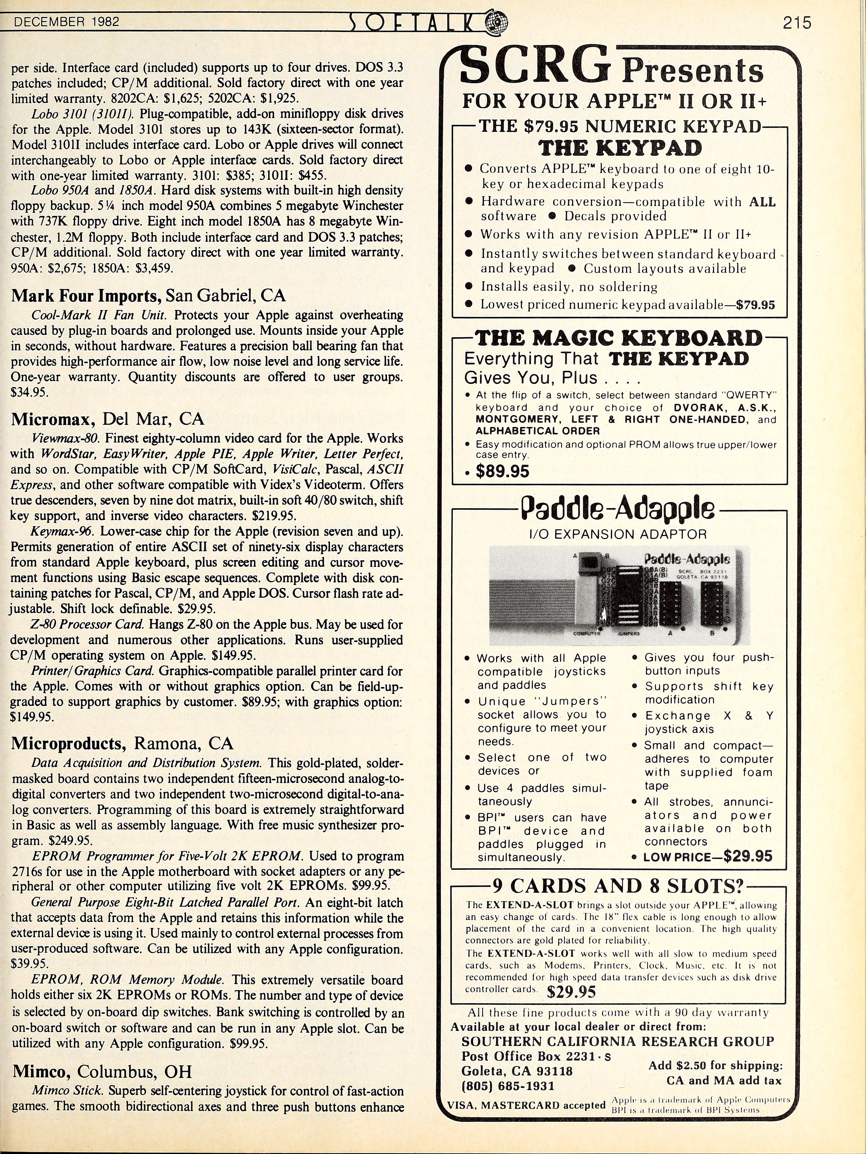 DECEMBER 1982
SOFTALK
215
per side. Interface card (included) supports up to four drives. DOS 3.3
patches included; CP/M additional. Sold factory direct with one year
limited warranty. 8202CA: $1,625; 5202CA: $1,925.
Lobo 3101 (3101I). Plug-compatible, add-on minifloppy disk drives
for the Apple. Model 3101 stores up to 143K (sixteen-sector format).
Model 3101I includes interface card. Lobo or Apple drives will connect
interchangeably to Lobo or Apple interface cards. Sold factory direct
with one-year limited warranty. 3101: $385; 3101I: $455.
Lobo 950A and 1850A. Hard disk systems with built-in high density
floppy backup. 5¼ inch model 950A combines 5 megabyte Winchester
with 737K floppy drive. Eight inch model 1850A has 8 megabyte Win-
chester, 1.2M floppy. Both include interface card and DOS 3.3 patches;
CP/M additional. Sold factory direct with one year limited warranty.
950A: $2,675; 1850A: $3,459.
Mark Four Imports, San Gabriel, CA
Cool-Mark II Fan Unit. Protects your Apple against overheating
caused by plug-in boards and prolonged use. Mounts inside your Apple
in seconds, without hardware. Features a precision ball bearing fan that
provides high-performance air flow, low noise level and long service life.
One-year warranty. Quantity discounts are offered to user groups.
$34.95.
Micromax, Del Mar, CA
Viewmax-80. Finest eighty-column video card for the Apple. Works
with WordStar, EasyWriter, Apple PIE, Apple Writer, Letter Perfect,
and so on. Compatible with CP/M SoftCard, VisiCalc, Pascal, ASCII
Express, and other software compatible with Videx's Videoterm. Offers
true descenders, seven by nine dot matrix, built-in soft 40/80 switch, shift
key support, and inverse video characters. $219.95.
Keymax-96. Lower-case chip for the Apple (revision seven and up).
Permits generation of entire ASCII set of ninety-six display characters
from standard Apple keyboard, plus screen editing and cursor move-
ment functions using Basic escape sequences. Complete with disk con-
taining patches for Pascal, CP/M, and Apple DOS. Cursor flash rate ad-
justable. Shift lock definable. $29.95.
Z-80 Processor Card. Hangs Z-80 on the Apple bus. May be used for
development and numerous other applications. Runs user-supplied
CP/M operating system on Apple. $149.95.
Printer/Graphics Card. Graphics-compatible parallel printer card for
the Apple. Comes with or without graphics option. Can be field-up-
graded to support graphics by customer. $89.95; with graphics option:
$149.95.
Microproducts, Ramona, CA
Data Acquisition and Distribution System. This gold-plated, solder-
masked board contains two independent fifteen-microsecond analog-to-
digital converters and two independent two-microsecond digital-to-ana-
log converters. Programming of this board is extremely straightforward
in Basic as well as assembly language. With free music synthesizer pro-
gram. $249.95.
EPROM Programmer for Five-Volt 2K EPROM. Used to program
2716s for use in the Apple motherboard with socket adapters or any pe-
ripheral or other computer utilizing five volt 2K EPROMs. $99.95.
General Purpose Eight-Bit Latched Parallel Port. An eight-bit latch
that accepts data from the Apple and retains this information while the
external device is using it. Used mainly to control external processes from
user-produced software. Can be utilized with any Apple configuration.
$39.95.
EPROM, ROM Memory Module. This extremely versatile board
holds either six 2K EPROMs or ROMs. The number and type of device
is selected by on-board dip switches. Bank switching is controlled by an
on-board switch or software and can be run in any Apple slot. Can be
utilized with any Apple configuration. $99.95.
Mimco, Columbus, OH
Mimco Stick. Superb self-centering joystick for control of fast-action
games. The smooth bidirectional axes and three push buttons enhance
SCRG Presents
FOR YOUR APPLE™ II OR II+
THE $79.95 NUMERIC KEYPAD
THE KEYPAD
● Converts APPLE™ keyboard to one of eight 10-
key or hexadecimal keypads
● Hardware conversion—compatible with ALL
software ● Decals provided
● Works with any revision APPLE™ II or II+
● Instantly switches between standard keyboard
and keypad ● Custom layouts available
● Installs easily, no soldering
● Lowest priced numeric keypad available—$79.95
THE MAGIC KEYBOARD
Everything That THE KEYPAD
Gives You, Plus . . . .
• At the flip of a switch, select between standard "QWERTY"
keyboard and your choice of DVORAK, A.S.K.,
MONTGOMERY, LEFT & RIGHT ONE-HANDED, and
ALPHABETICAL ORDER
• Easy modification and optional PROM allows true upper/lower
case entry.
• $89.95
Paddle-Adapple
I/O EXPANSION ADAPTOR
A
B
Paddle-Adapple
SCRG BOX 2231
GOLETA, CA 93118
COMPUTER
JUMPERS
A
B
• Works with all Apple
compatible joysticks
and paddles
• Unique "Jumpers"
socket allows you to
configure to meet your
needs.
• Select one of two
devices or
• Use 4 paddles simul-
taneously
• BPI™ users can have
BPI™ device and
paddles plugged in
simultaneously.
• Gives you four push-
button inputs
• Supports shift key
modification
• Exchange X & Y
joystick axis
• Small and compact—
adheres to computer
with supplied foam
tape
• All strobes, annunci-
ators and power
available on both
connectors
• LOW PRICE—$29.95
9 CARDS AND 8 SLOTS?
The EXTEND-A-SLOT brings a slot outside your APPLE™, allowing
an easy change of cards. The 18" flex cable is long enough to allow
placement of the card in a convenient location. The high quality
connectors are gold plated for reliability.
The EXTEND-A-SLOT works well with all slow to medium speed
cards, such as Modems, Printers, Clock, Music, etc. It is not
recommended for high speed data transfer devices such as disk drive
controller cards. $29.95
All these fine products come with a 90 day warranty
Available at your local dealer or direct from:
SOUTHERN CALIFORNIA RESEARCH GROUP
Post Office Box 2231 - S
Goleta, CA 93118
(805) 685-1931
Add $2.50 for shipping:
CA and MA add tax
VISA, MASTERCARD accepted
Apple is a trademark of Apple Computers
BPI is a trademark of BPI Systems